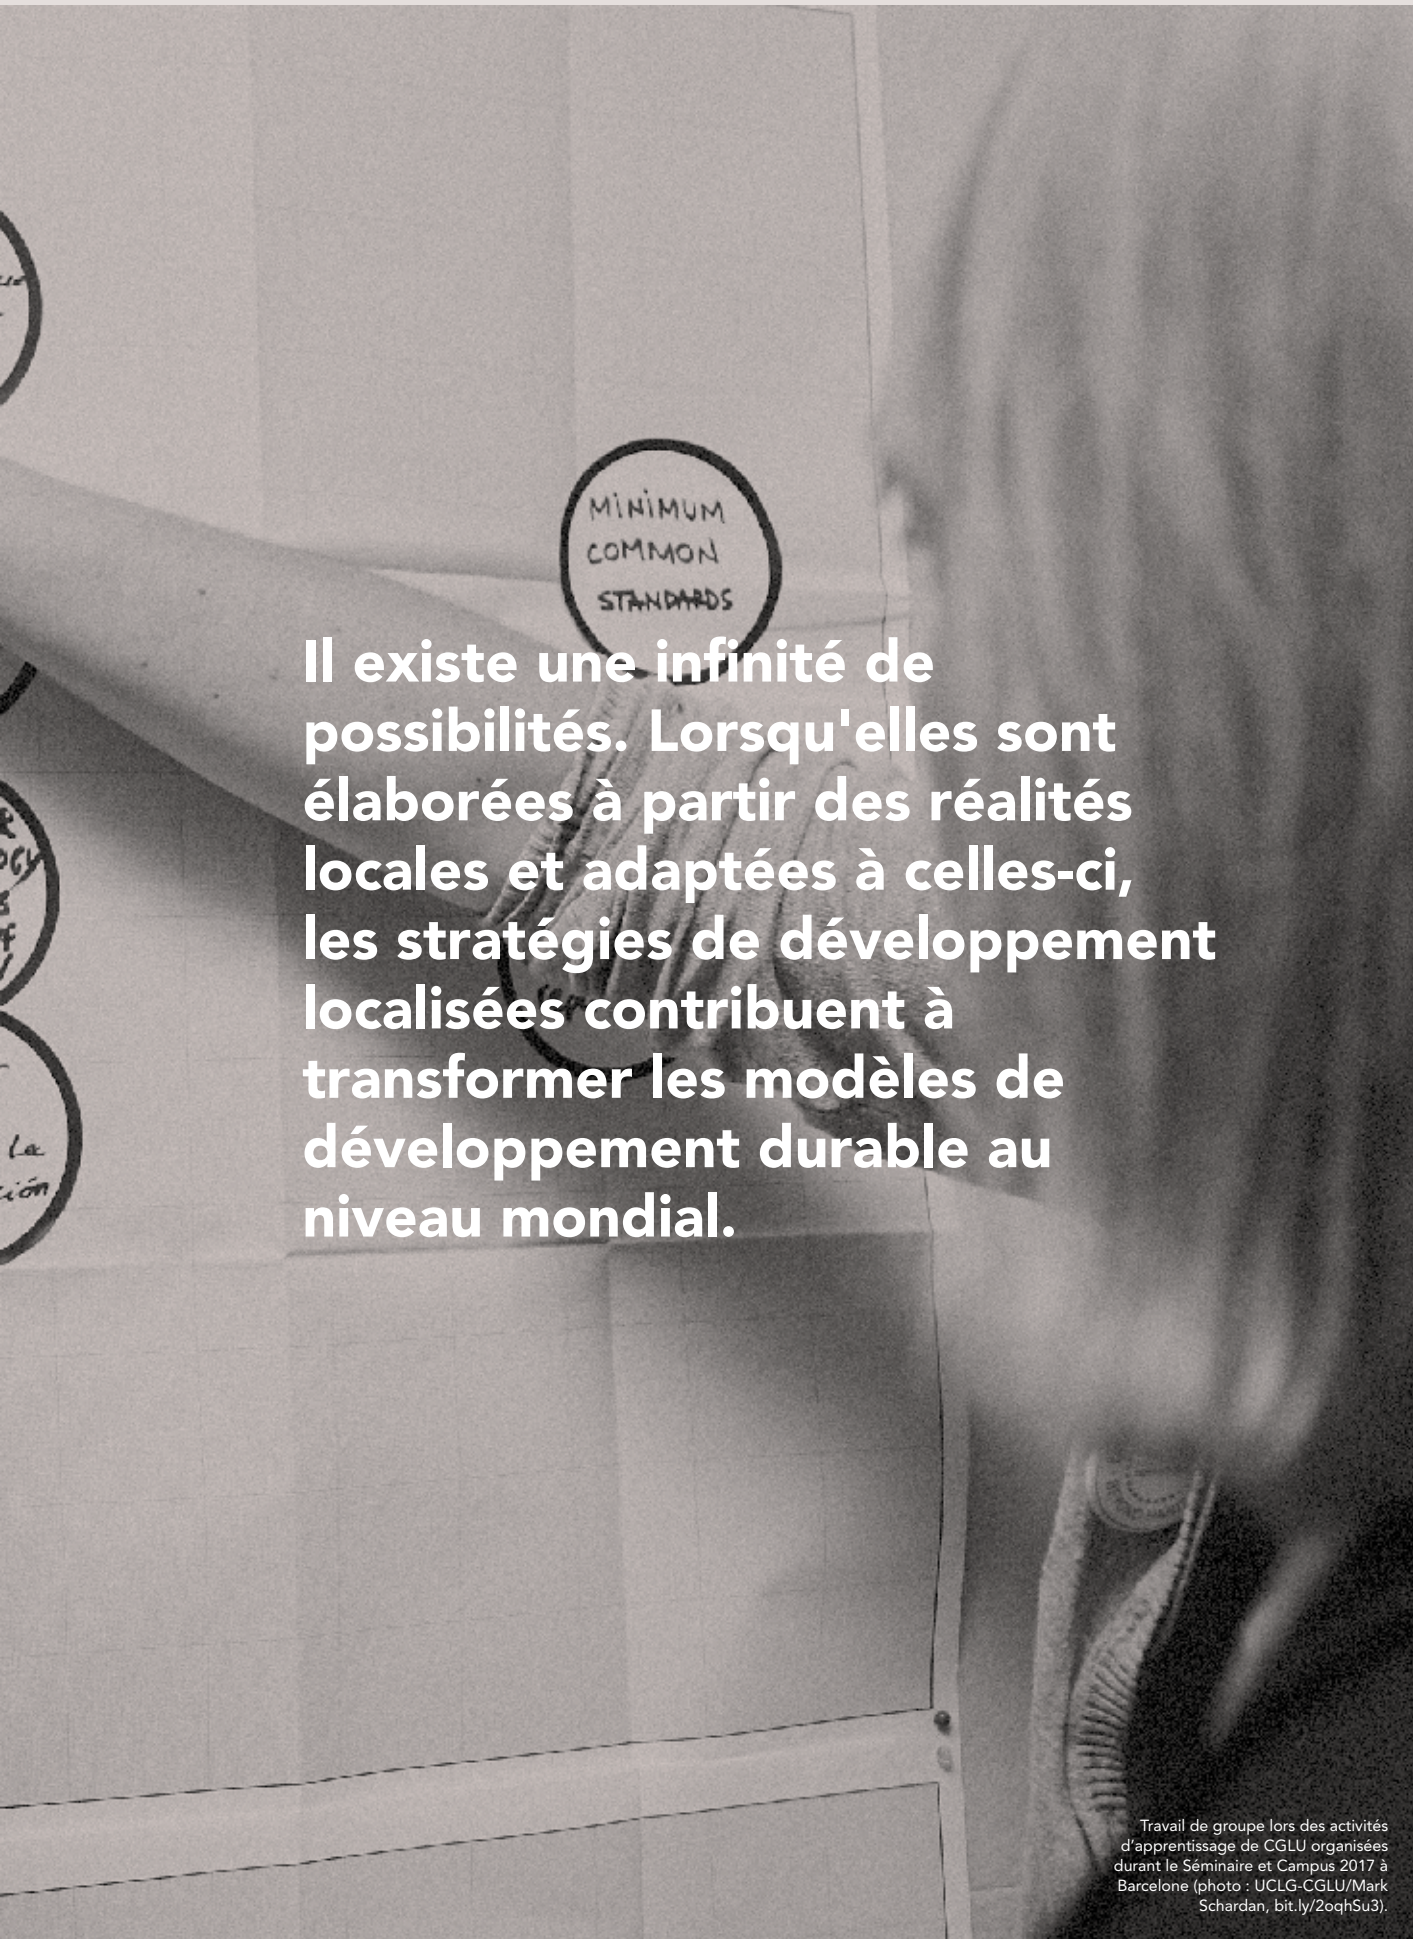 MINIMUM
COMMON
STANDARDS
Il existe une infinité de
possibilités. Lorsqu'elles sont
élaborées à partir des réalités
locales et adaptées à celles-ci,
les stratégies de développement
localisées contribuent à
transformer les modèles de
développement durable au
niveau mondial.
La
ción
Travail de groupe lors des activités
d'apprentissage de CGLU organisées
durant le Séminaire et Campus 2017 à
Barcelone (photo : UCLG-CGLU/Mark
Schardan, bit.ly/2oqhSu3).